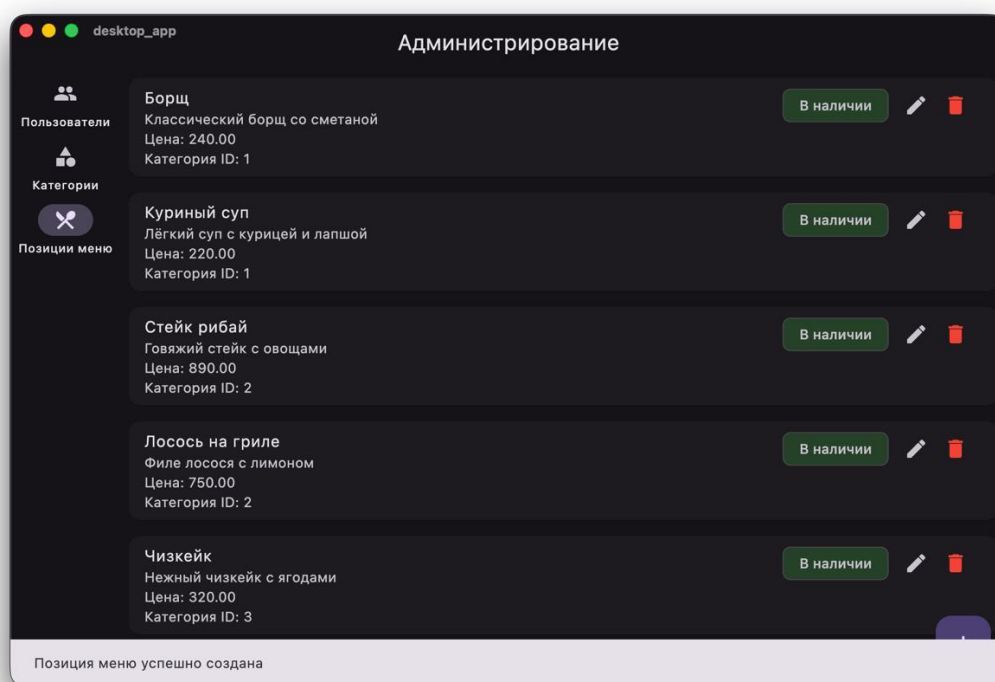 desktop_app
Администрирование
Пользователи
Категории
Позиции меню
Борщ
Классический борщ со сметаной
Цена: 240.00
Категория ID: 1
В наличии
Куриный суп
Лёгкий суп с курицей и лапшой
Цена: 220.00
Категория ID: 1
В наличии
Стейк рибай
Говяжий стейк с овощами
Цена: 890.00
Категория ID: 2
В наличии
Лосось на гриле
Филе лосося с лимоном
Цена: 750.00
Категория ID: 2
В наличии
Чизкейк
Нежный чизкейк с ягодами
Цена: 320.00
Категория ID: 3
В наличии
Позиция меню успешно создана